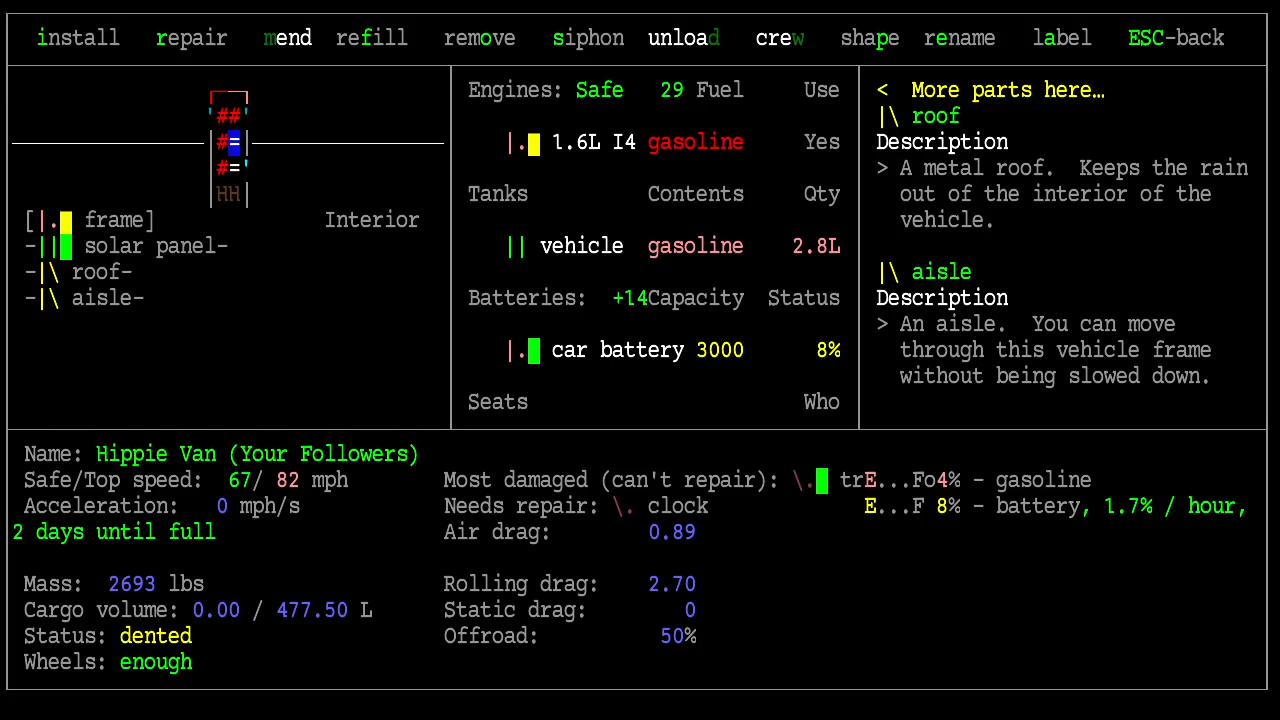 install repair mend refill remove siphon unload crew shape rename label ESC-back
##
#=
#='
HH
[|. frame] Interior
-|| solar panel-
-|\ roof-
-|\ aisle-
Engines: Safe 29 Fuel Use
|. 1.6L I4 gasoline Yes
Tanks Contents Qty
|| vehicle gasoline 2.8L
Batteries: +14Capacity Status
|. car battery 3000 8%
Seats Who
< More parts here…
|\ roof
Description
> A metal roof. Keeps the rain
out of the interior of the
vehicle.
|\ aisle
Description
> An aisle. You can move
through this vehicle frame
without being slowed down.
Name: Hippie Van (Your Followers)
Safe/Top speed: 67/ 82 mph
Acceleration: 0 mph/s
2 days until full
Mass: 2693 lbs
Cargo volume: 0.00 / 477.50 L
Status: dented
Wheels: enough
Most damaged (can't repair): \. trE...Fo4% - gasoline
Needs repair: \. clock E...F 8% - battery, 1.7% / hour,
Air drag: 0.89
Rolling drag: 2.70
Static drag: 0
Offroad: 50%